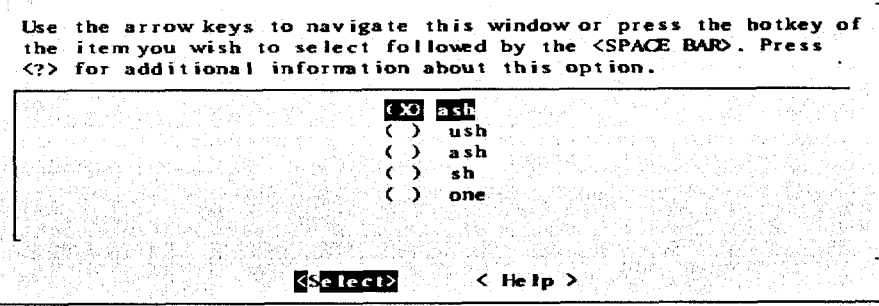 Use the arrow keys to navigate this window or press the hotkey of
the item you wish to select followed by the <SPACE BAR>. Press
<?> for additional information about this option.
(X) ash
( ) ush
( ) ash
( ) sh
( ) one
<Select> < Help >